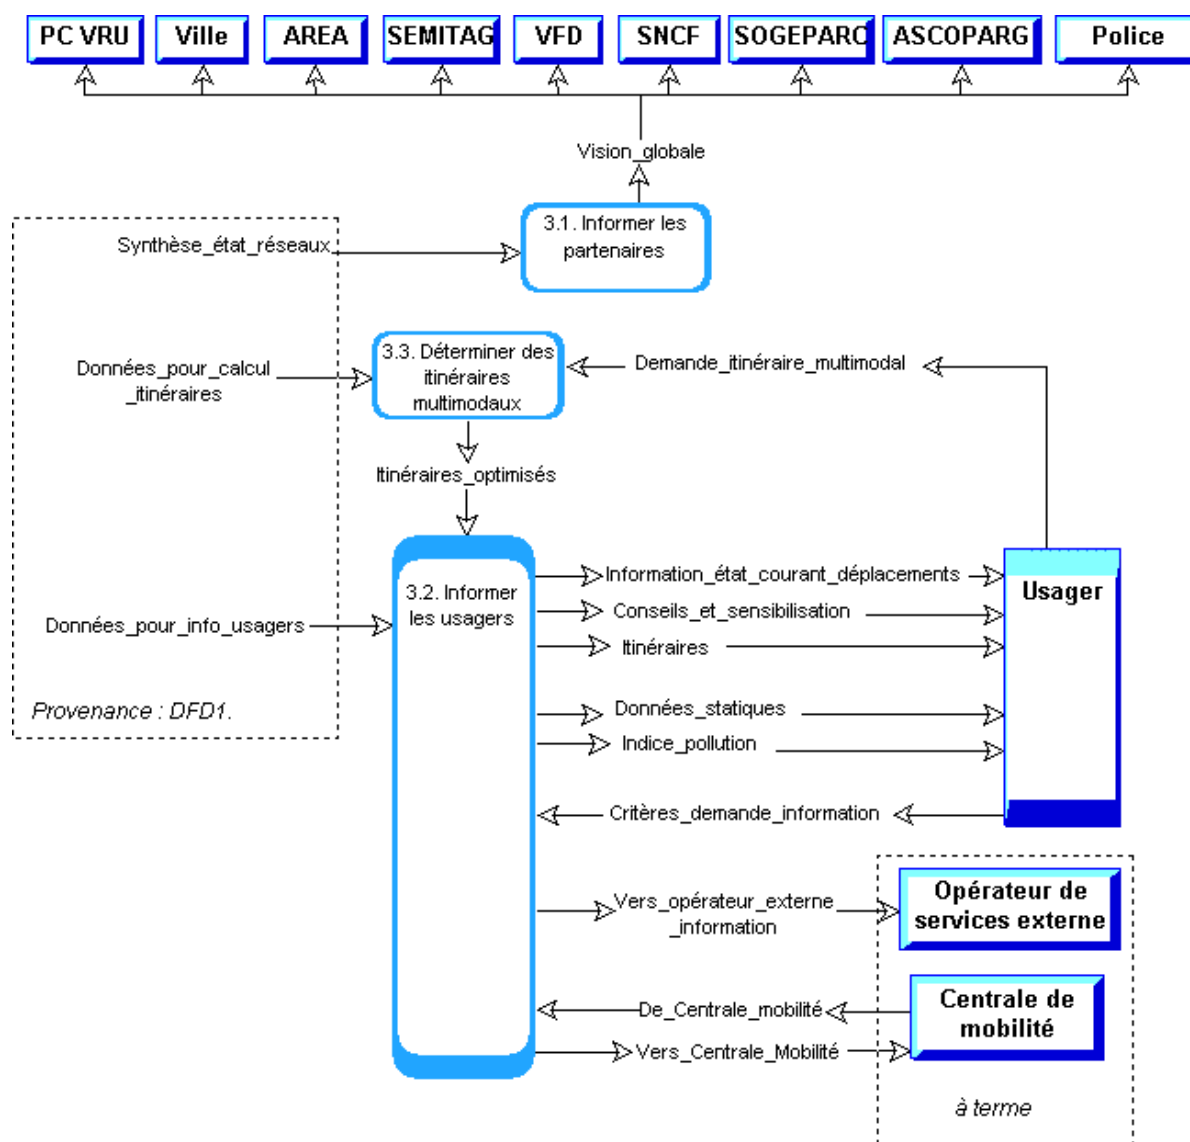 PC VRU
Ville
AREA
SEMITAG
VFD
SNCF
SOGEPARC
ASCOPARG
Police
Vision_globale
3.1. Informer les
partenaires
Synthèse_état_réseaux
3.3. Déterminer des
itinéraires
multimodaux
Données_pour_calcul
_itinéraires
Demande_itinéraire_multimodal
Itinéraires_optimisés
3.2. Informer
les usagers
Données_pour_info_usagers
Provenance : DFD1.
Information_état_courant_déplacements
Conseils_et_sensibilisation
Itinéraires
Données_statiques
Indice_pollution
Critères_demande_information
Usager
Vers_opérateur_externe
_information
Opérateur de
services externe
De_Centrale_mobilité
Vers_Centrale_Mobilité
Centrale de
mobilité
à terme